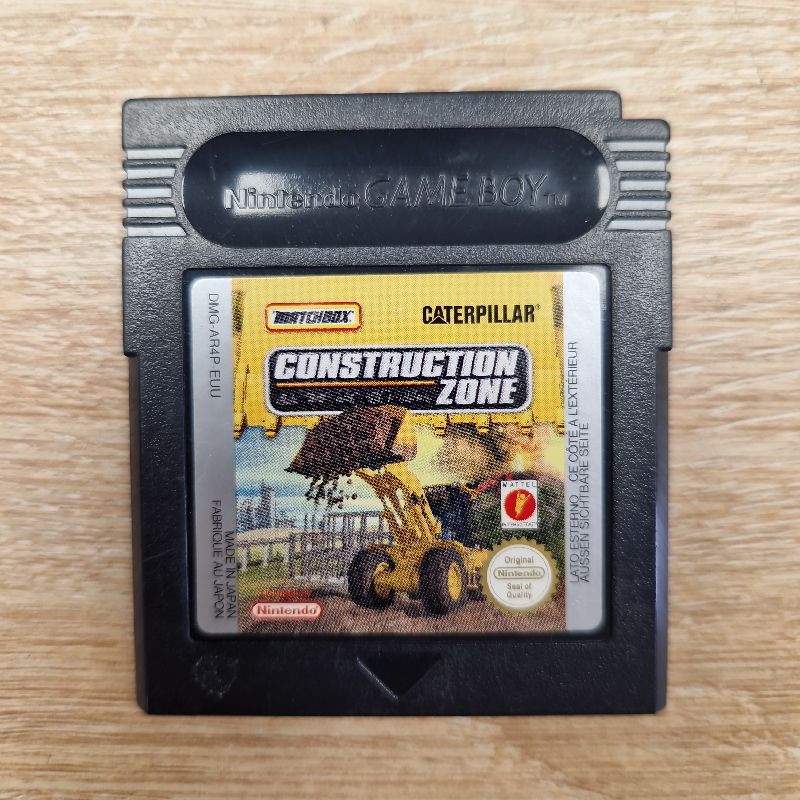 Nintendo GAME BOY TM
MATCHBOX
CATERPILLAR®
CONSTRUCTION
ZONE
DMG-AR4P-EUU
MADE IN JAPAN
FABRIQUE AU JAPON
LATO ESTERNO CE CÔTÉ À L'EXTÉRIEUR
AUSSEN SICHTBARE SEITE
MATTEL
Original
Nintendo
Seal of
Quality
Nintendo